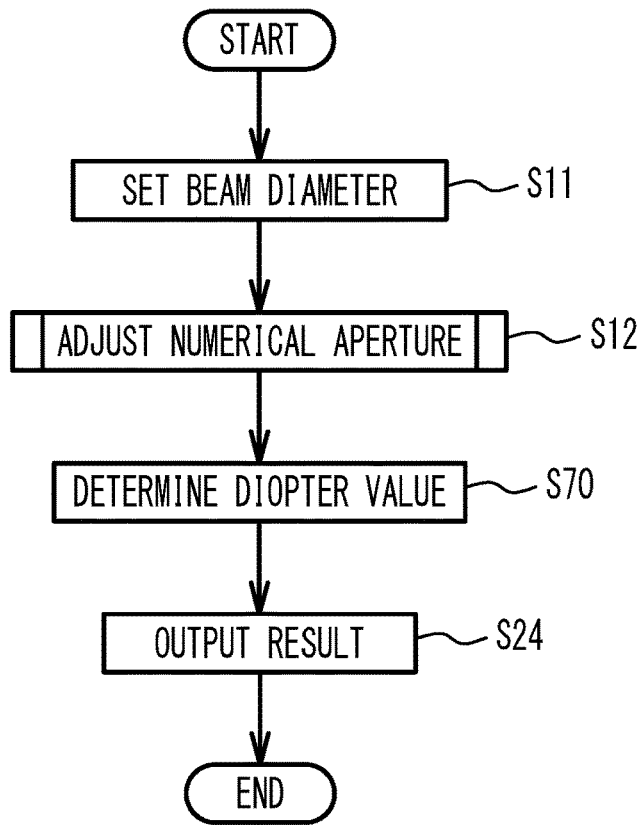 START
SET BEAM DIAMETER
S11
ADJUST NUMERICAL APERTURE
S12
DETERMINE DIOPTER VALUE
S70
OUTPUT RESULT
S24
END